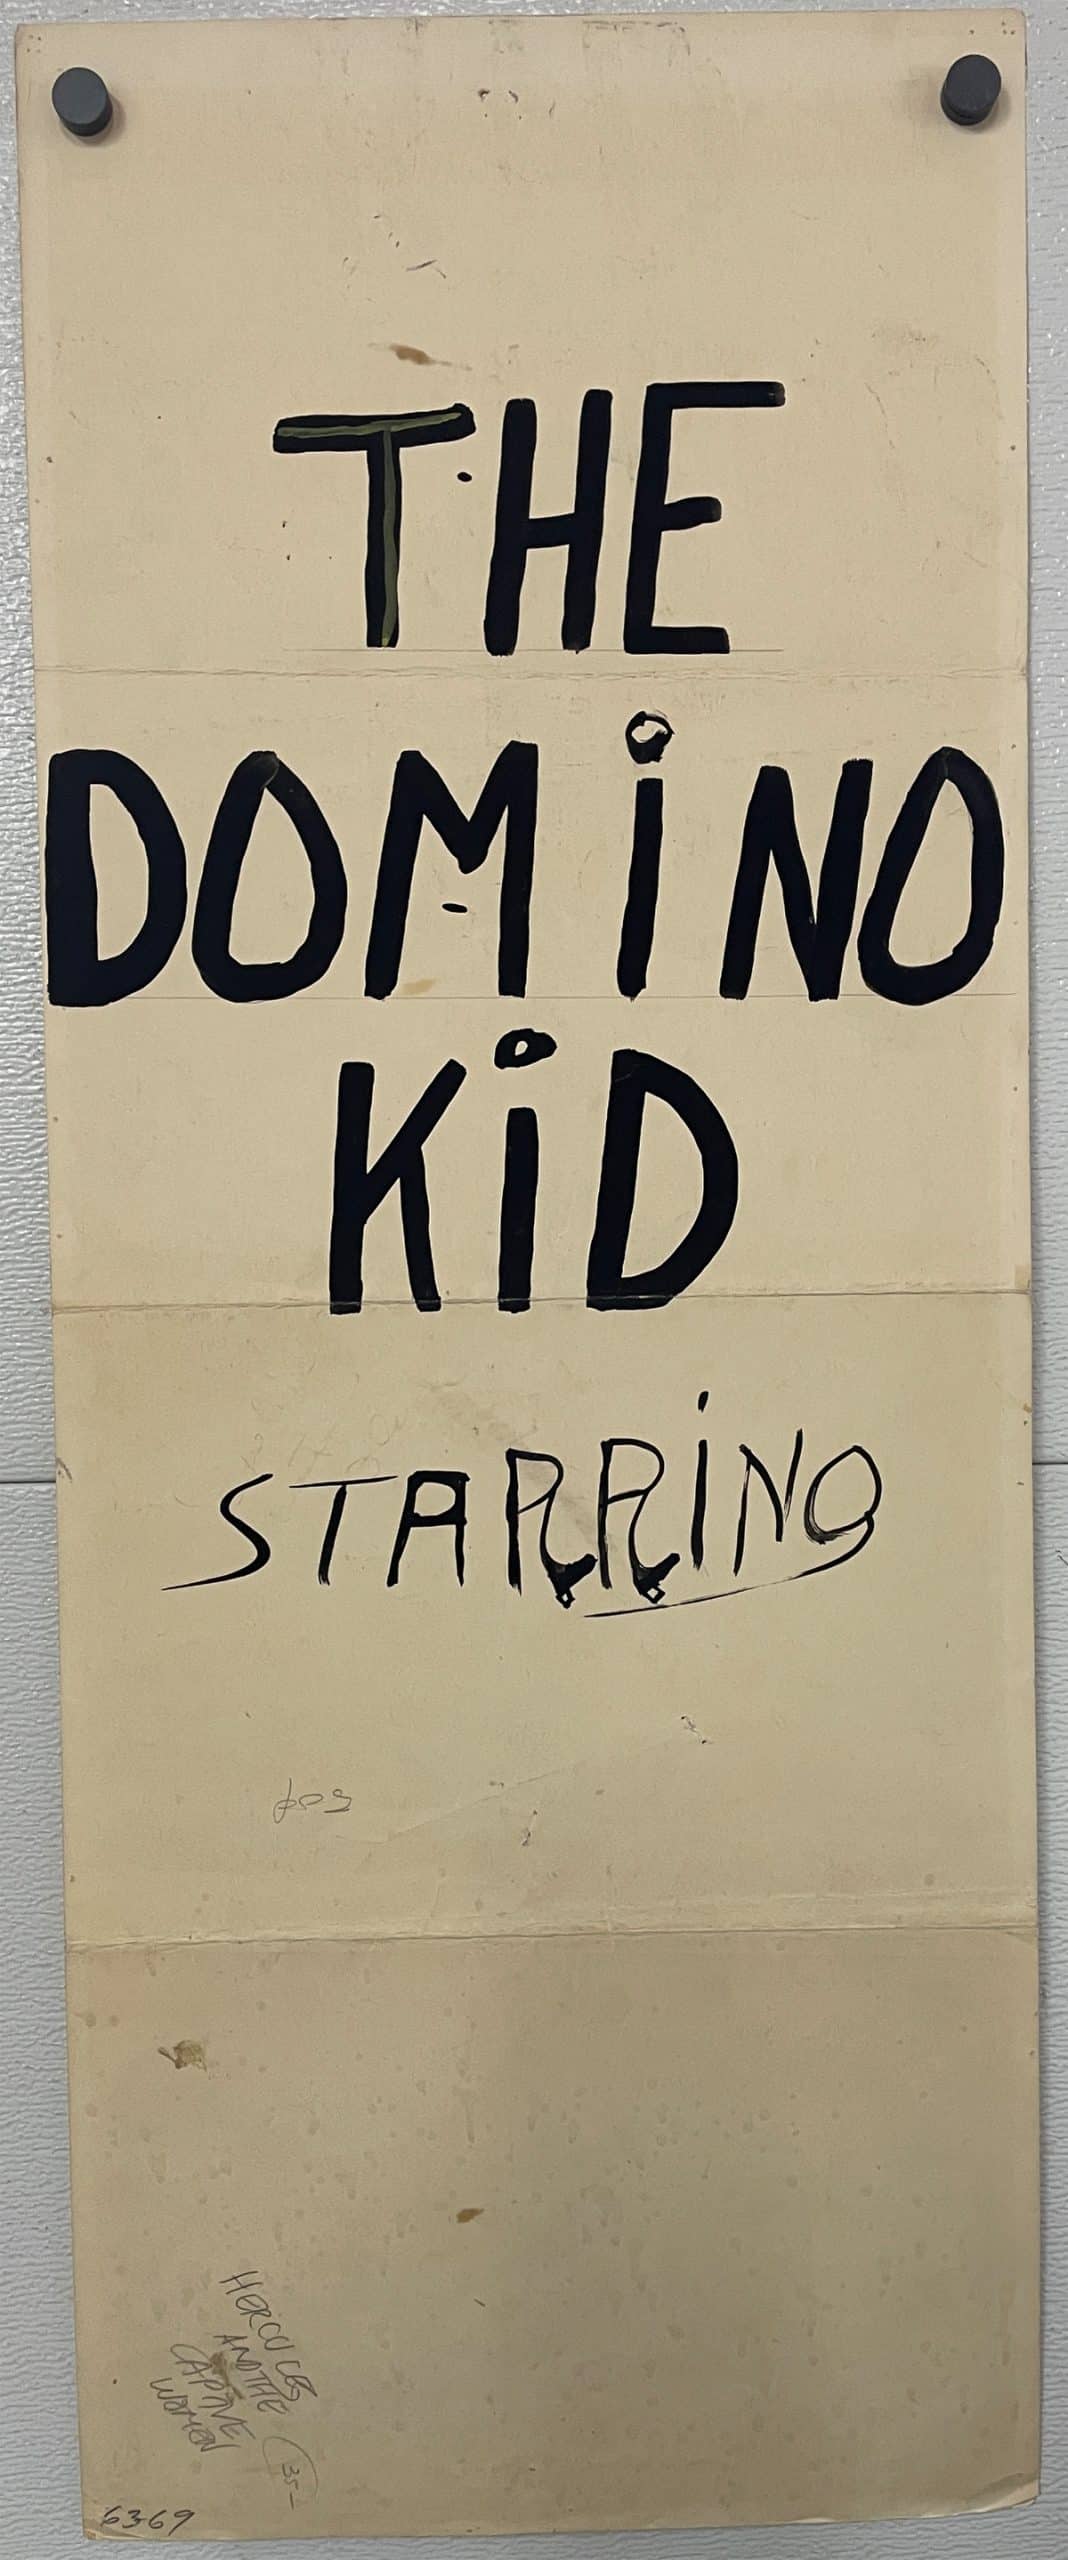 THE
DOMiNO
KiD
STARRiNG
HERCULES
AND THE
CAPTIVE
WOMEN
35-
6369